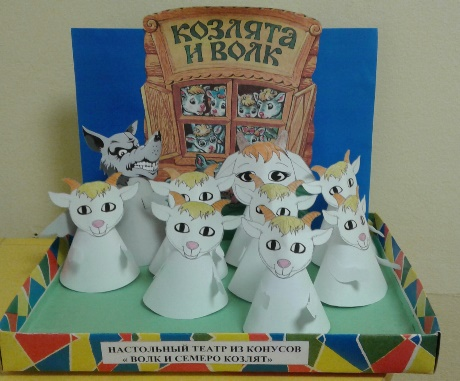 КОЗЛЯТА
И ВОЛК
НАСТОЛЬНЫЙ ТЕАТР ИЗ КОНУСОВ
« ВОЛК И СЕМЕРО КОЗЛЯТ»